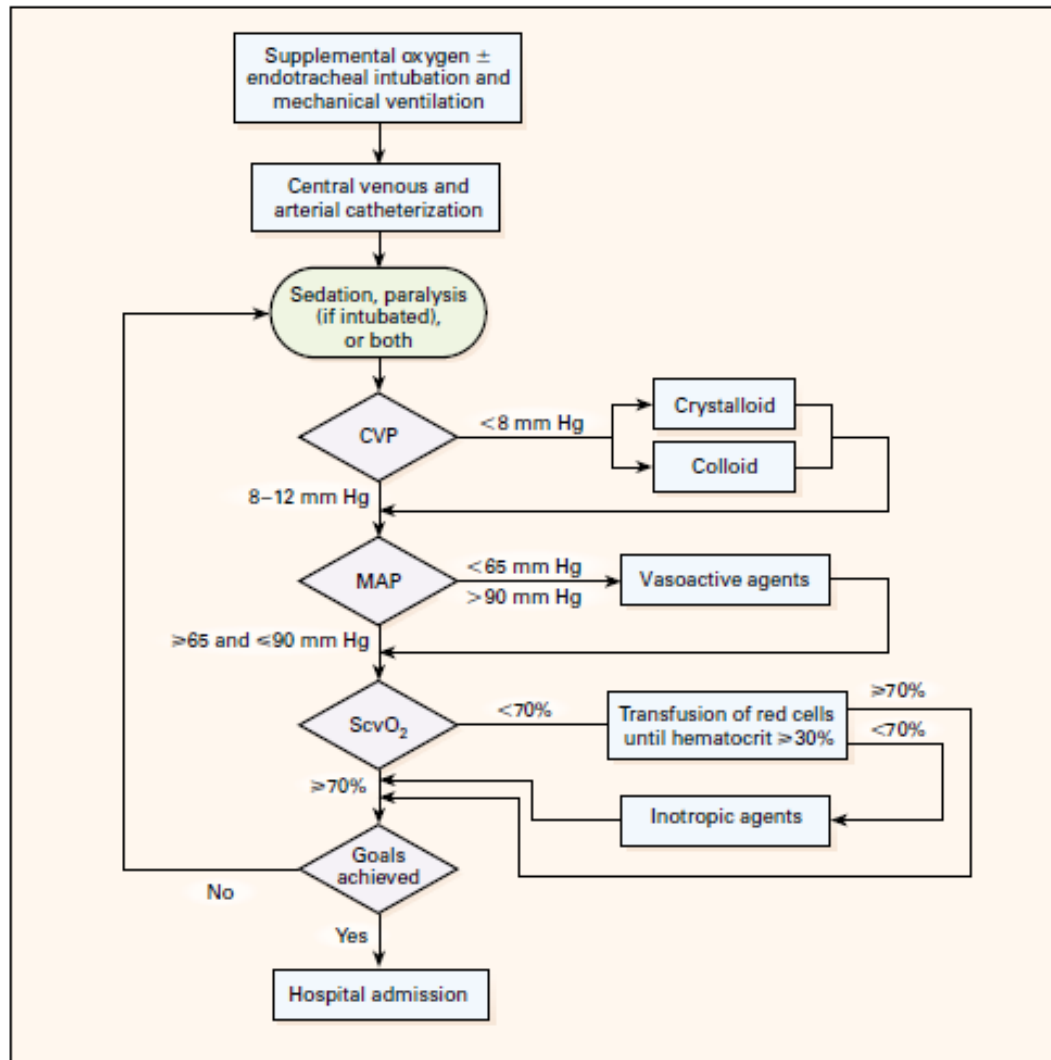 Supplemental oxygen ±
endotracheal intubation and
mechanical ventilation
Central venous and
arterial catheterization
Sedation, paralysis
(if intubated),
or both
CVP
<8 mm Hg
Crystalloid
Colloid
8–12 mm Hg
MAP
<65 mm Hg
>90 mm Hg
Vasoactive agents
≥65 and ≤90 mm Hg
ScvO₂
<70%
Transfusion of red cells
until hematocrit ≥30%
≥70%
<70%
≥70%
Inotropic agents
Goals
achieved
No
Yes
Hospital admission